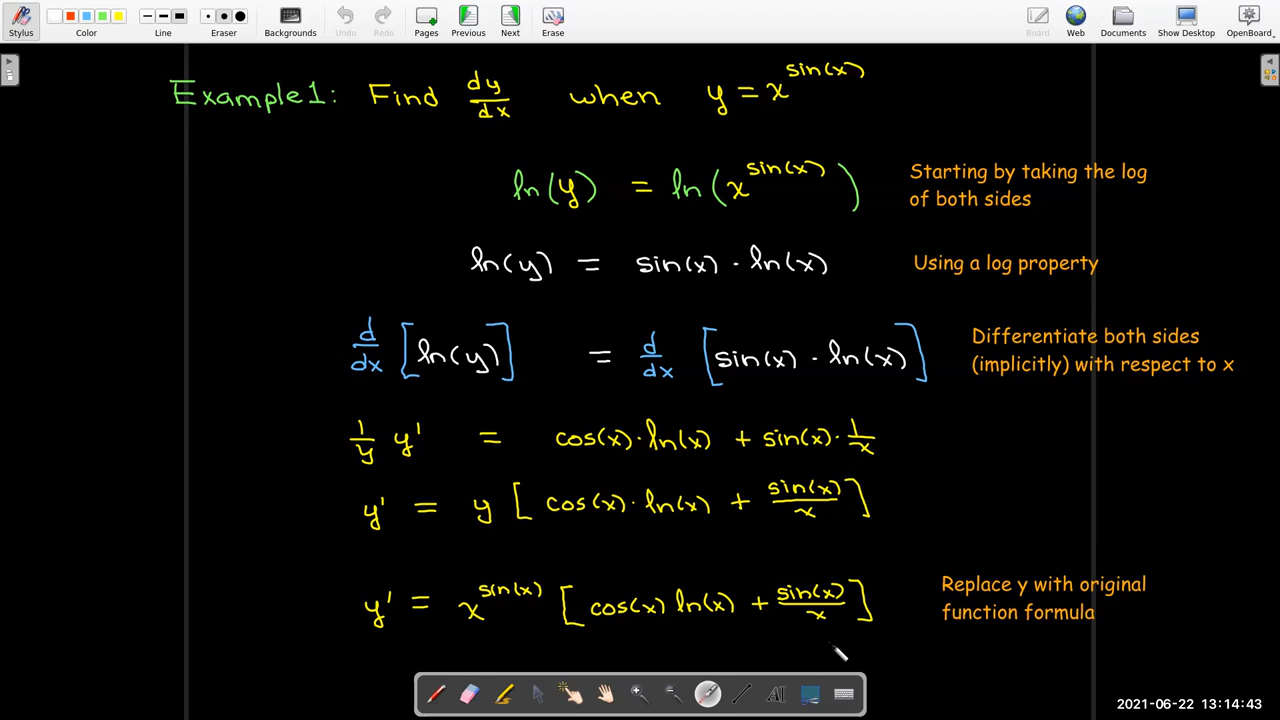 Stylus Color Line Eraser Backgrounds Undo Redo Pages Previous Next Erase Board Web Documents Show Desktop OpenBoard
Example 1: Find dy/dx when y = x^sin(x)
ln(y) = ln(x^sin(x))
Starting by taking the log
of both sides
ln(y) = sin(x) · ln(x)
Using a log property
d/dx [ln(y)] = d/dx [sin(x) · ln(x)]
Differentiate both sides
(implicitly) with respect to x
1/y y' = cos(x) · ln(x) + sin(x) · 1/x
y' = y [cos(x) · ln(x) + sin(x)/x]
y' = x^sin(x) [cos(x) ln(x) + sin(x)/x]
Replace y with original
function formula
AI
2021-06-22 13:14:43